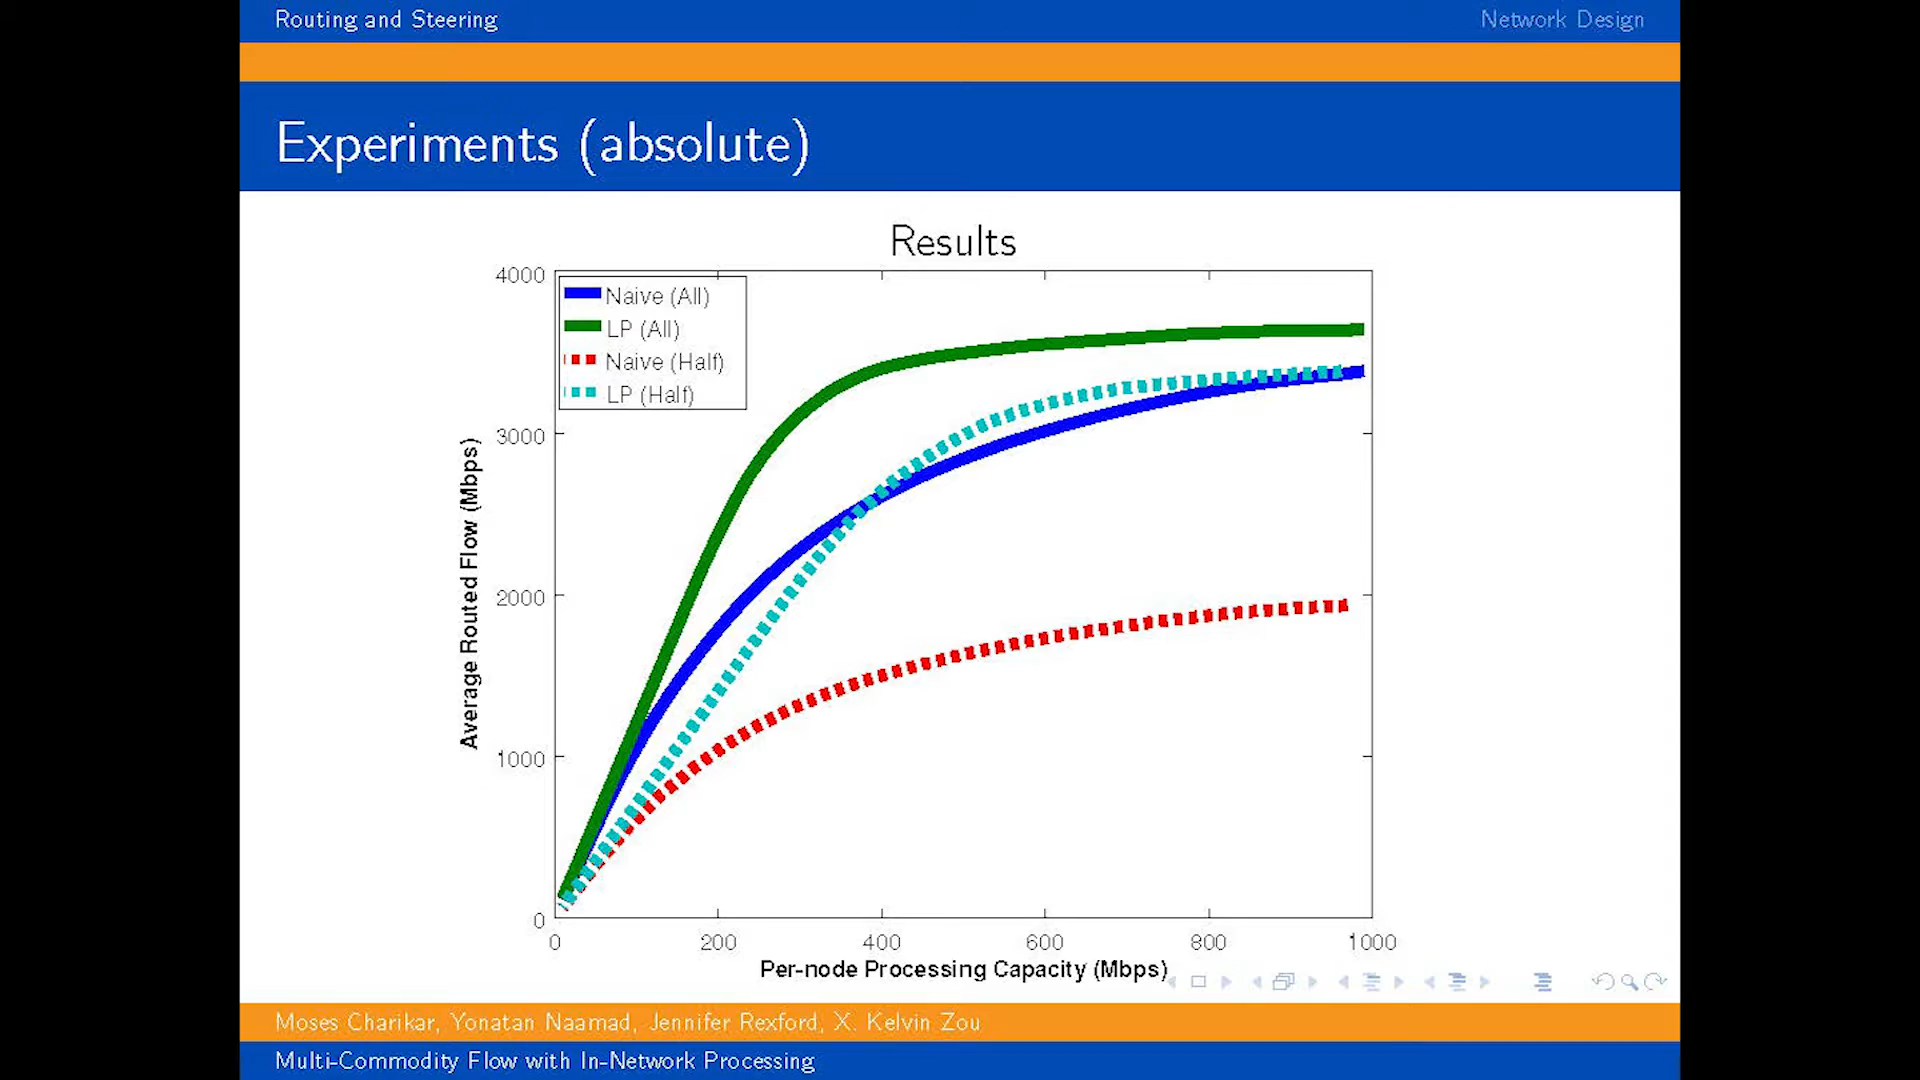 Routing and Steering
Network Design
Experiments (absolute)
Results
4000
3000
2000
1000
0
Naive (All)
LP (All)
Naive (Half)
LP (Half)
Average Routed Flow (Mbps)
0 200 400 600 800 1000
Per-node Processing Capacity (Mbps)
Moses Charikar, Yonatan Naamad, Jennifer Rexford, X. Kelvin Zou
Multi-Commodity Flow with In-Network Processing